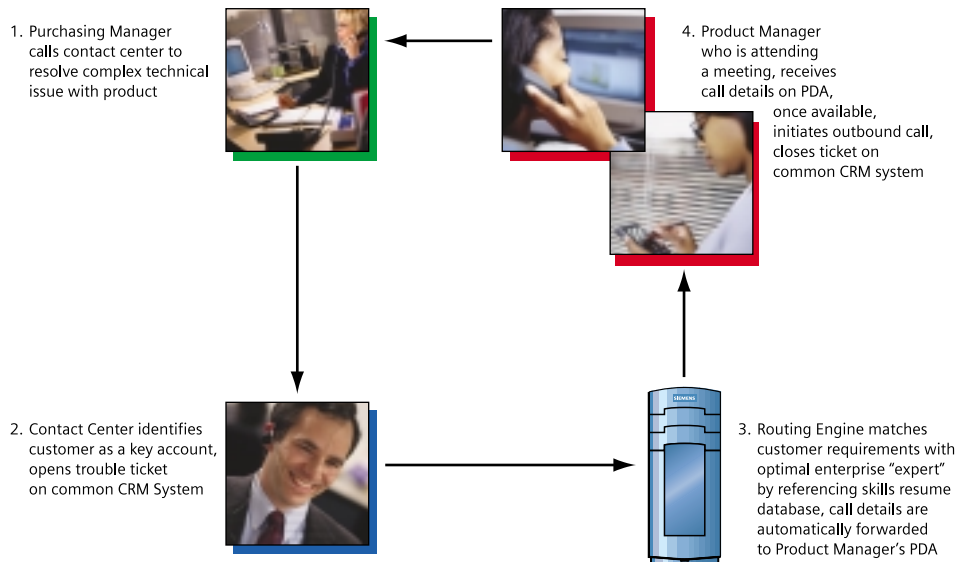 1. Purchasing Manager
calls contact center to
resolve complex technical
issue with product
4. Product Manager
who is attending
a meeting, receives
call details on PDA,
once available,
initiates outbound call,
closes ticket on
common CRM system
2. Contact Center identifies
customer as a key account,
opens trouble ticket
on common CRM System
SIEMENS
3. Routing Engine matches
customer requirements with
optimal enterprise “expert”
by referencing skills resume
database, call details are
automatically forwarded
to Product Manager’s PDA